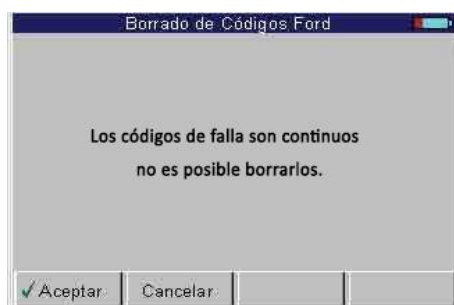 Borrado de Códigos Ford
Los códigos de falla son continuos
no es posible borrarlos.
Aceptar Cancelar